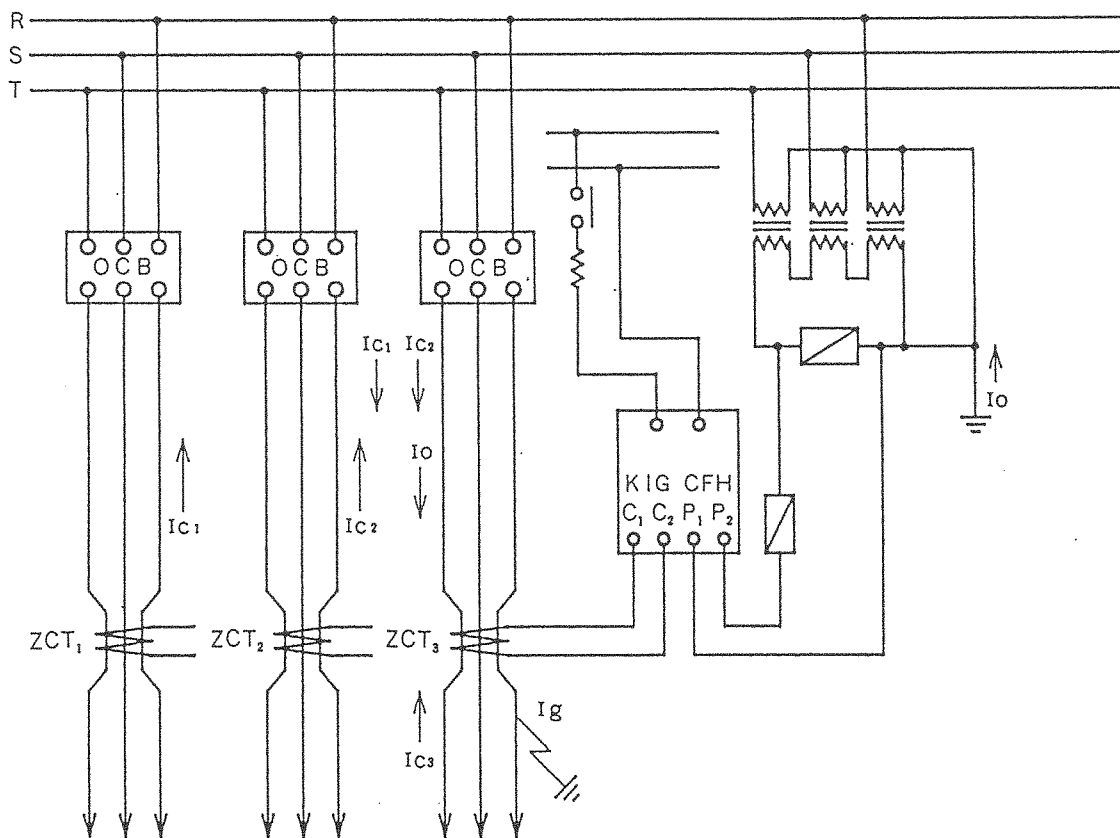 R
S
T
OCB
OCB
OCB
Ic1 Ic2
Io
Ic1
Ic2
Io
KIG CFH
C1 C2 P1 P2
ZCT1
ZCT2
ZCT3
Ic3
Ig